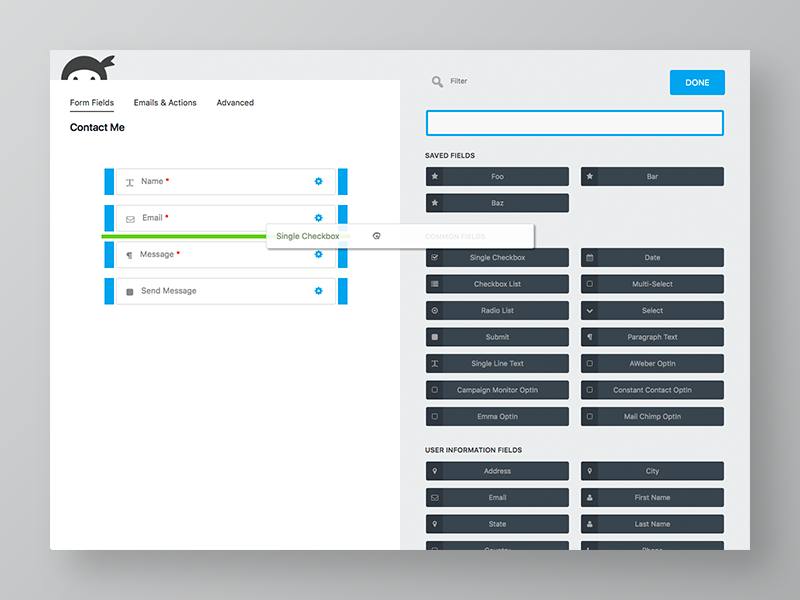 Filter
DONE
Form Fields
Emails & Actions
Advanced
Contact Me
Name *
Email *
Single Checkbox
Message *
Send Message
SAVED FIELDS
Foo
Bar
Baz
COMMON FIELDS
Single Checkbox
Date
Checkbox List
Multi-Select
Radio List
Select
Submit
Paragraph Text
Single Line Text
AWeber OptIn
Campaign Monitor OptIn
Constant Contact OptIn
Emma OptIn
Mail Chimp OptIn
USER INFORMATION FIELDS
Address
City
Email
First Name
State
Last Name
Country
Phone